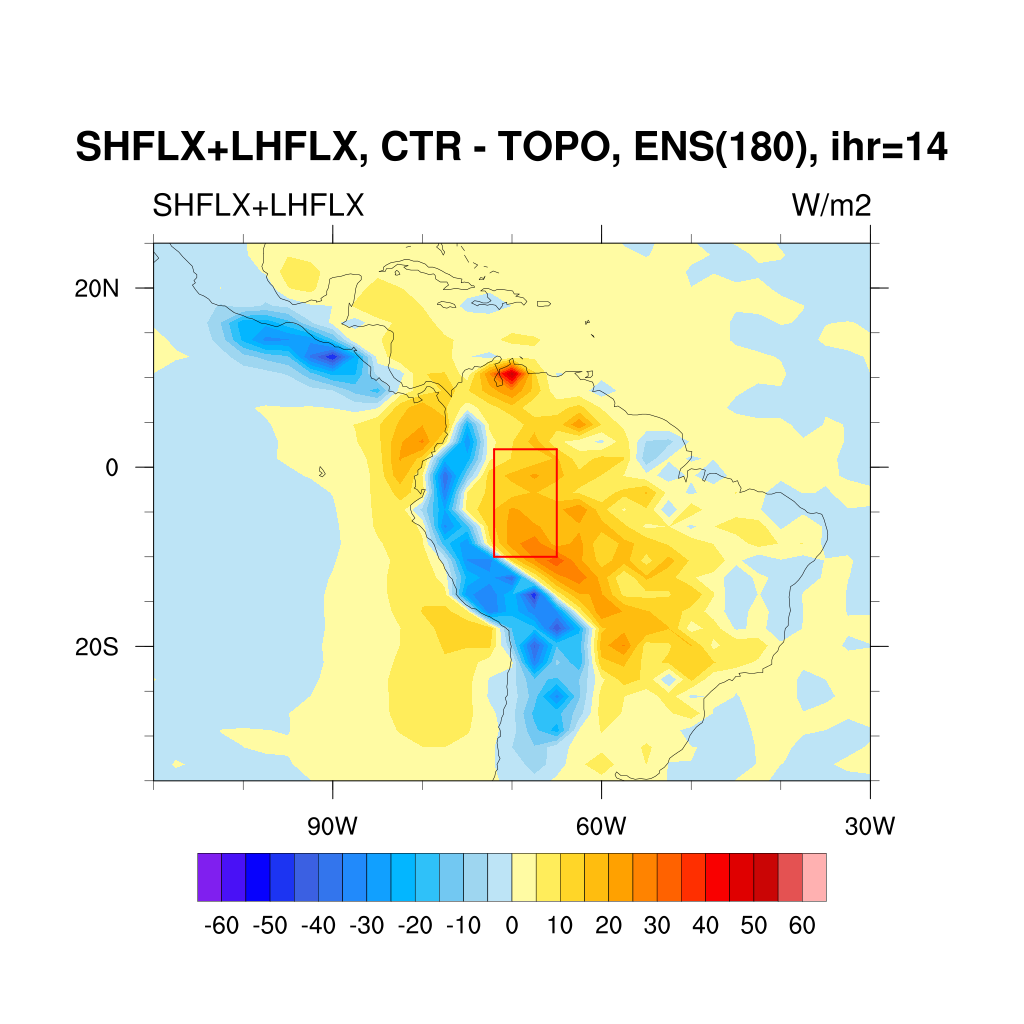 SHFLX+LHFLX, CTR - TOPO, ENS(180), ihr=14
SHFLX+LHFLX W/m2
20N
0
20S
90W 60W 30W
-60 -50 -40 -30 -20 -10 0 10 20 30 40 50 60